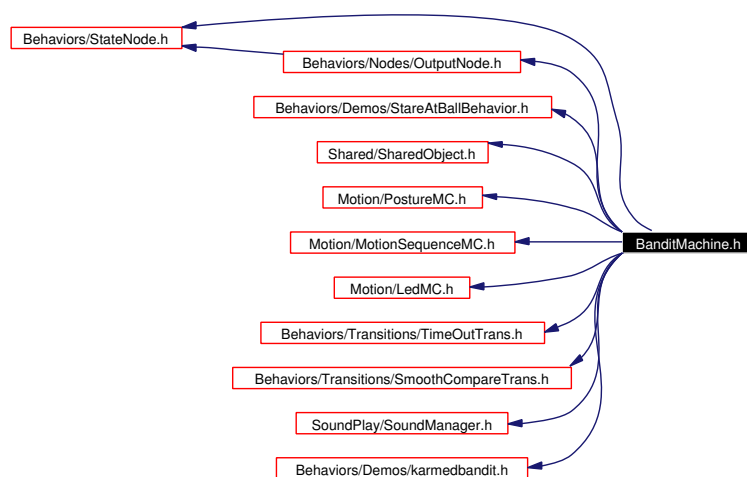 Behaviors/StateNode.h
Behaviors/Nodes/OutputNode.h
Behaviors/Demos/StareAtBallBehavior.h
Shared/SharedObject.h
Motion/PostureMC.h
BanditMachine.h
Motion/MotionSequenceMC.h
Motion/LedMC.h
Behaviors/Transitions/TimeOutTrans.h
Behaviors/Transitions/SmoothCompareTrans.h
SoundPlay/SoundManager.h
Behaviors/Demos/karmedbandit.h